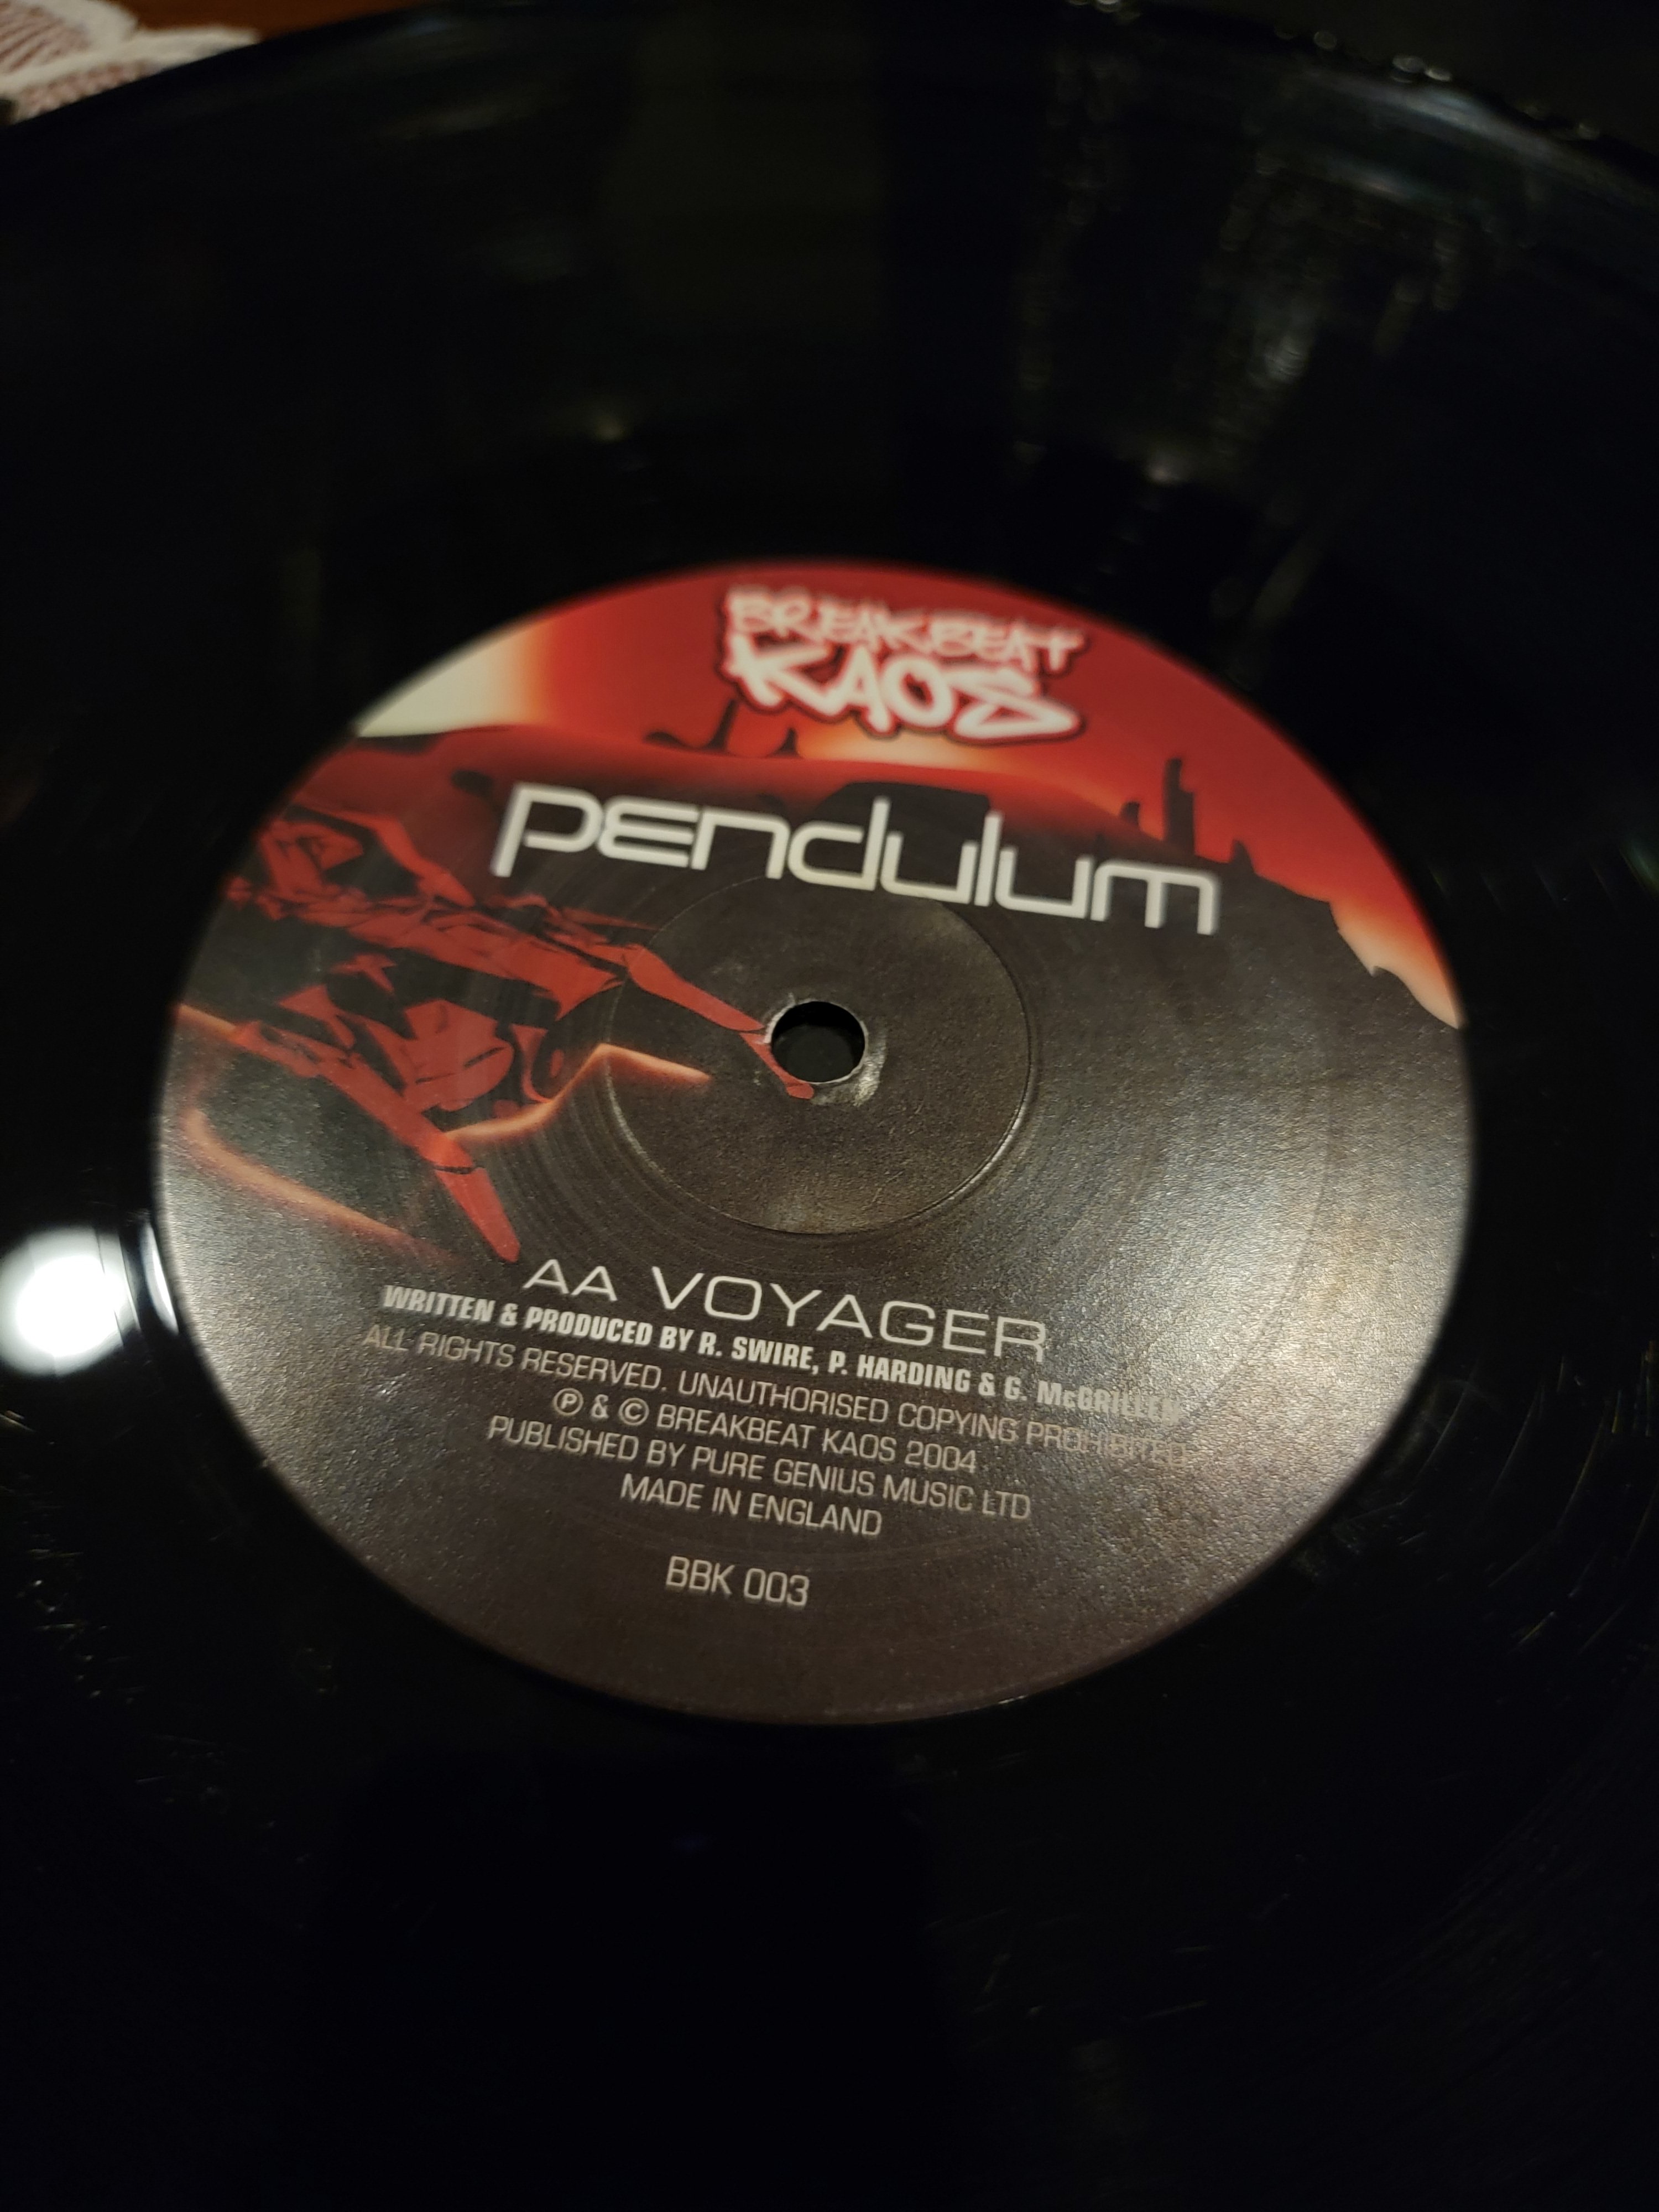 BREAKBEAT
KAOS
pendulum
AA VOYAGER
WRITTEN & PRODUCED BY R. SWIRE, P. HARDING & G. McGRILLEN
ALL RIGHTS RESERVED. UNAUTHORISED COPYING PROHIBITED.
Ⓟ & © BREAKBEAT KAOS 2004
PUBLISHED BY PURE GENIUS MUSIC LTD
MADE IN ENGLAND
BBK 003